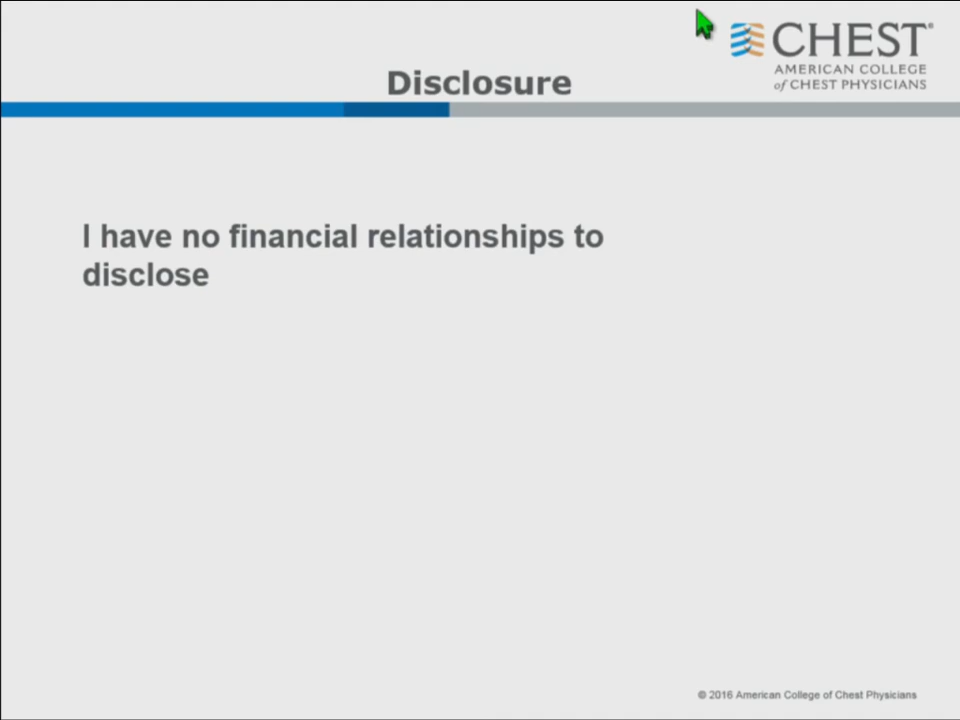 CHEST®
AMERICAN COLLEGE
of CHEST PHYSICIANS
Disclosure
I have no financial relationships to
disclose
© 2016 American College of Chest Physicians